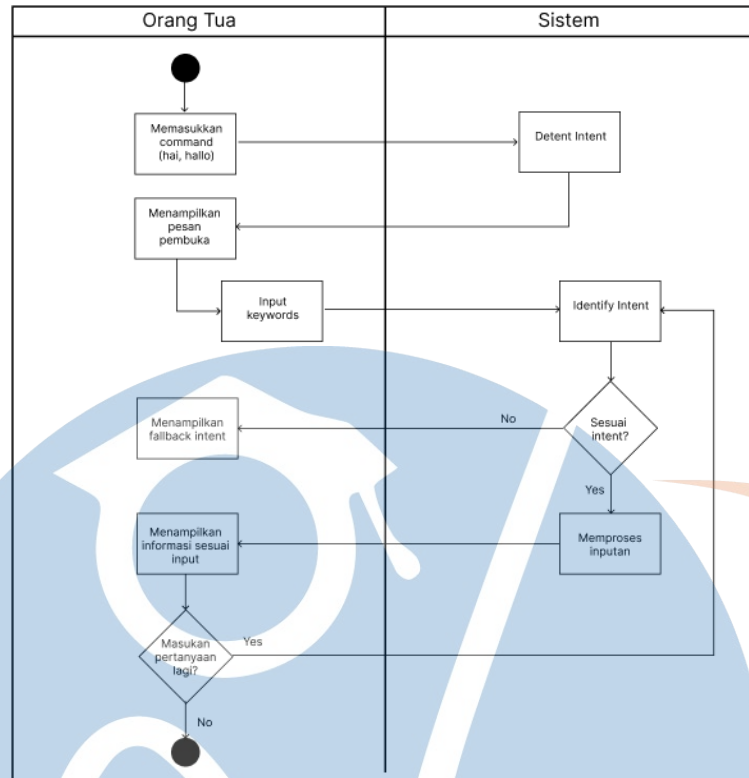 Orang Tua
Sistem
Memasukkan
command
(hai, hallo)
Detent Intent
Menampilkan
pesan
pembuka
Input
keywords
Identify Intent
Menampilkan
fallback intent
No
Sesuai
intent?
Yes
Menampilkan
informasi sesuai
input
Memproses
inputan
Masukan
pertanyaan
lagi?
Yes
No